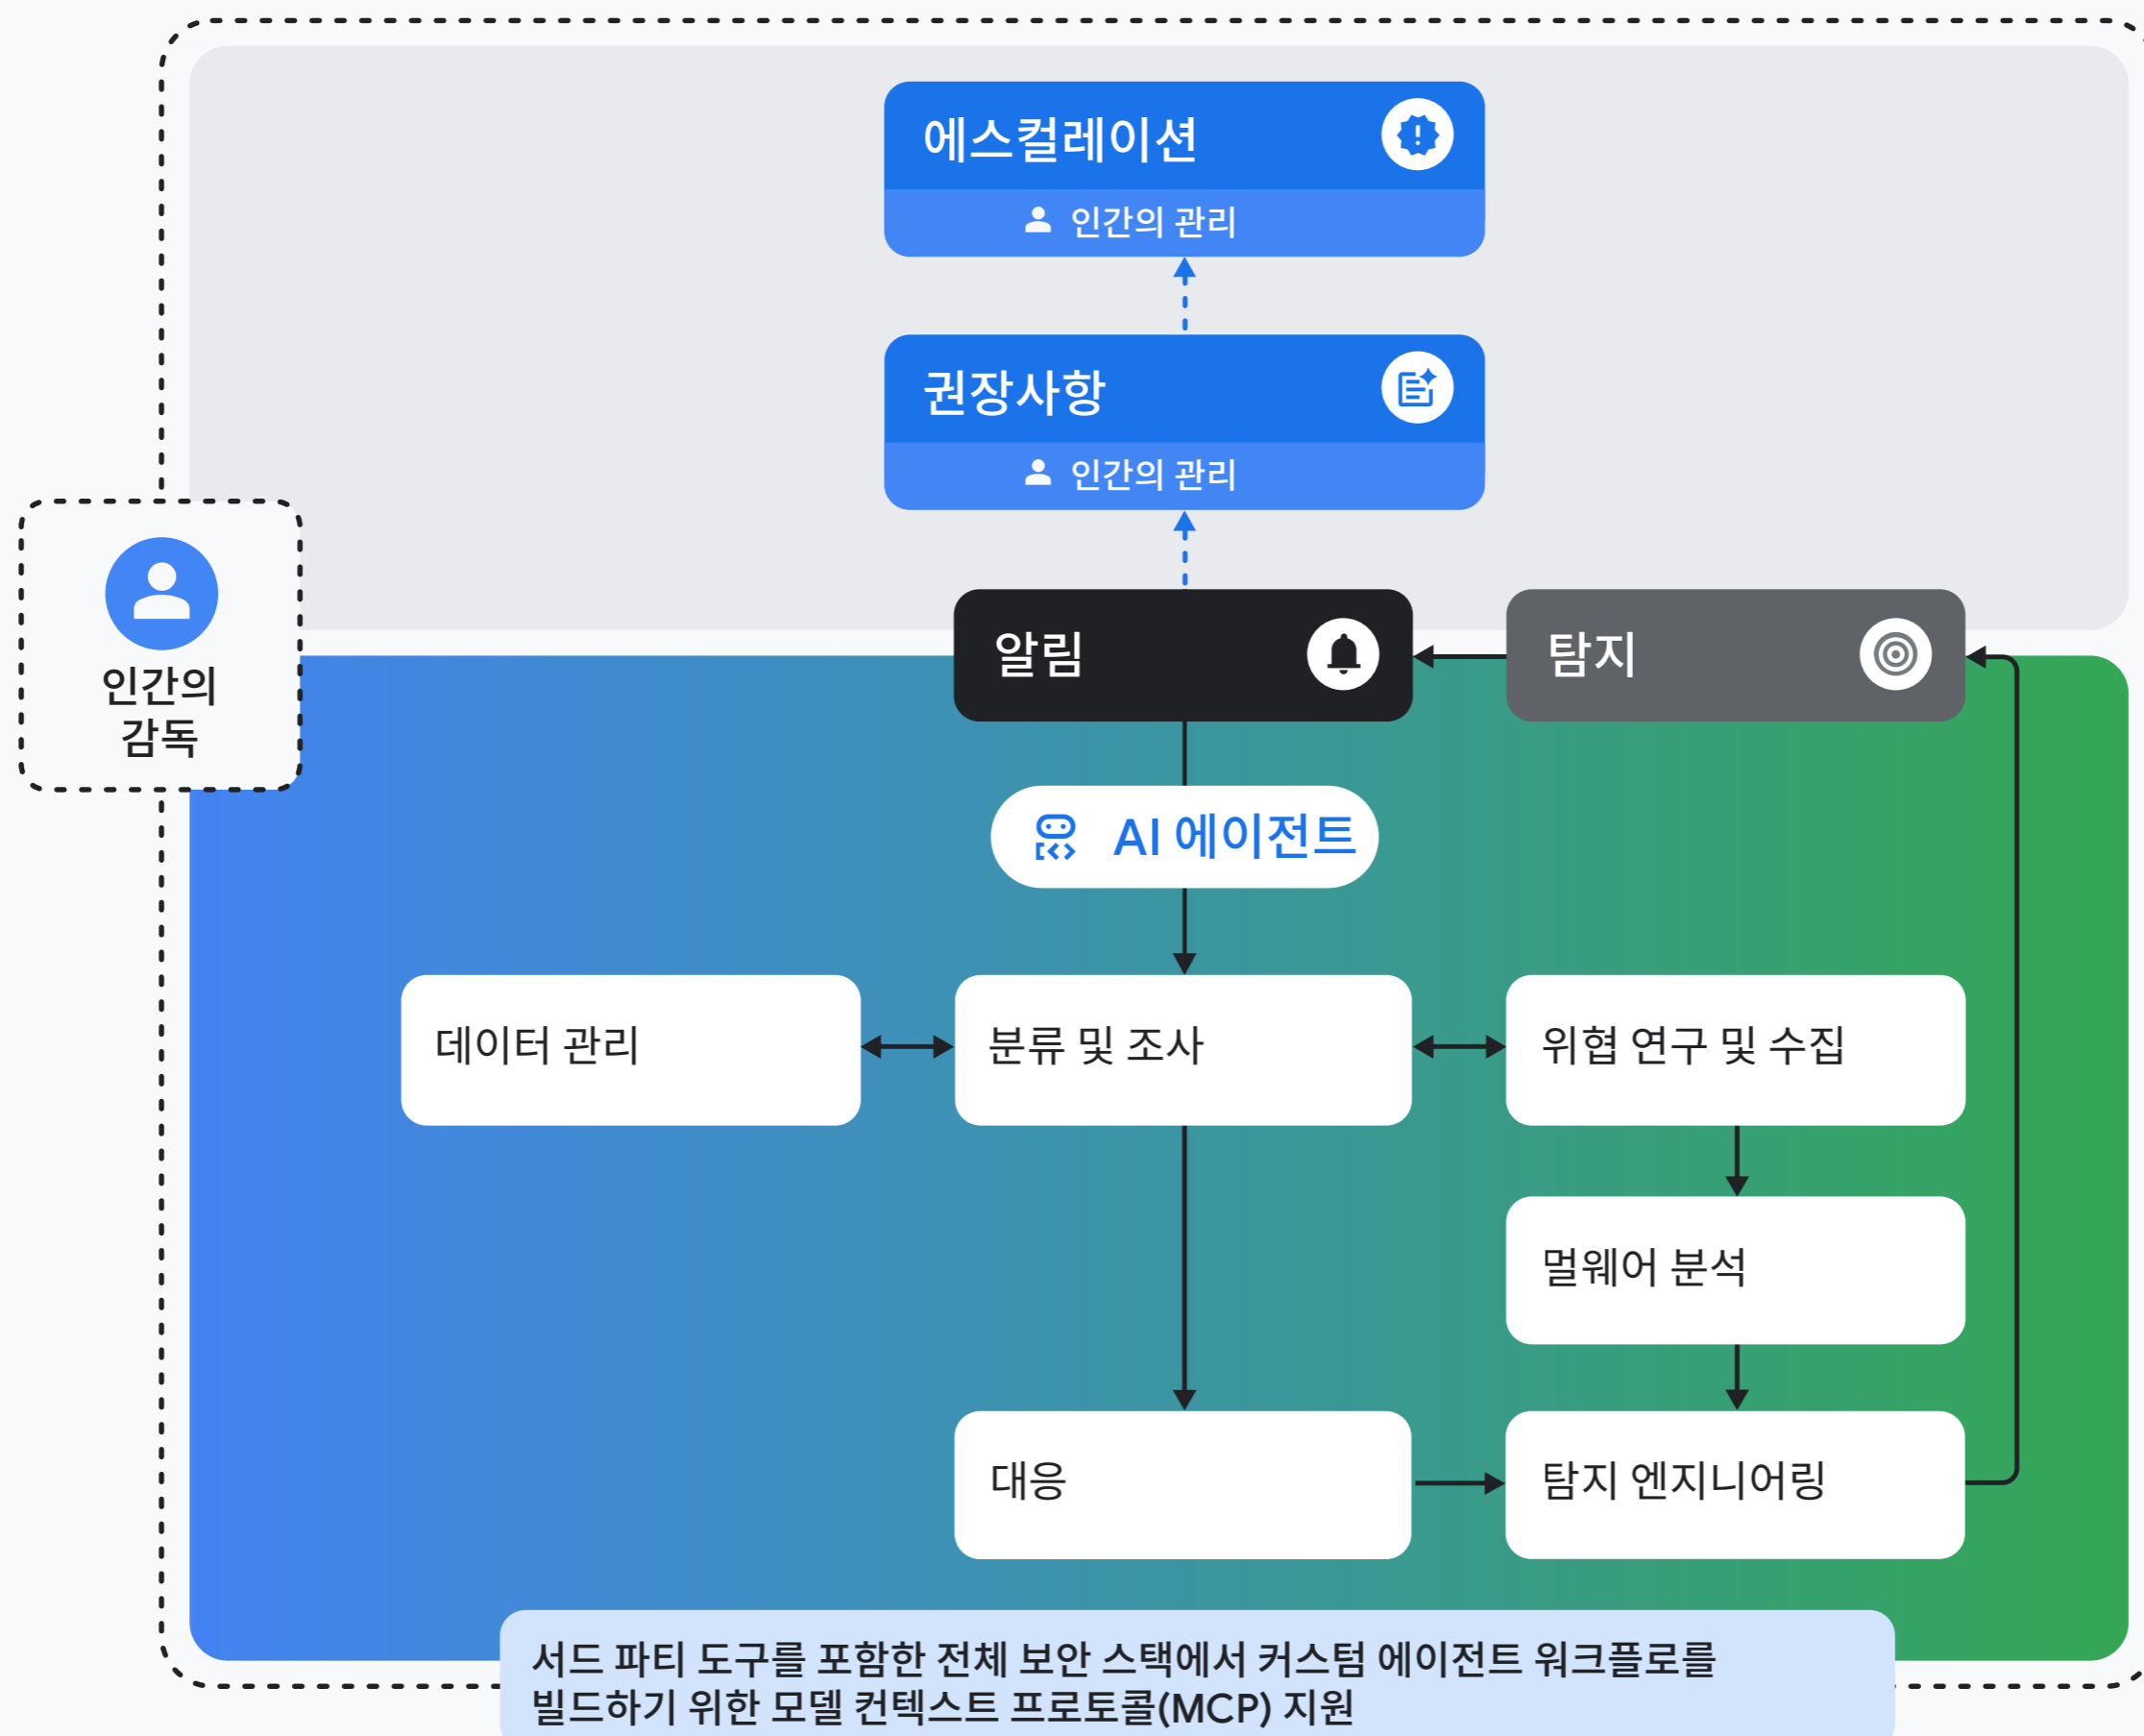 에스컬레이션
인간의 관리
권장사항
인간의 관리
인간의
감독
알림
탐지
AI 에이전트
데이터 관리
분류 및 조사
위협 연구 및 수집
멀웨어 분석
대응
탐지 엔지니어링
서드 파티 도구를 포함한 전체 보안 스택에서 커스텀 에이전트 워크플로를
빌드하기 위한 모델 컨텍스트 프로토콜(MCP) 지원